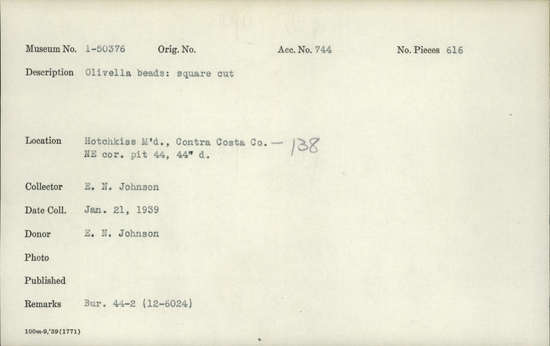 Museum No. 1-50376 Orig. No. Acc. No. 744 No. Pieces 616
Description Olivella beads: square cut
Location Hotchkiss M'd., Contra Costa Co. — 138
NE cor. pit 44, 44" d.
Collector E. N. Johnson
Date Coll. Jan. 21, 1939
Donor E. N. Johnson
Photo
Published
Remarks Bur. 44-2 (12-6024)
100m-9,'39(1771)